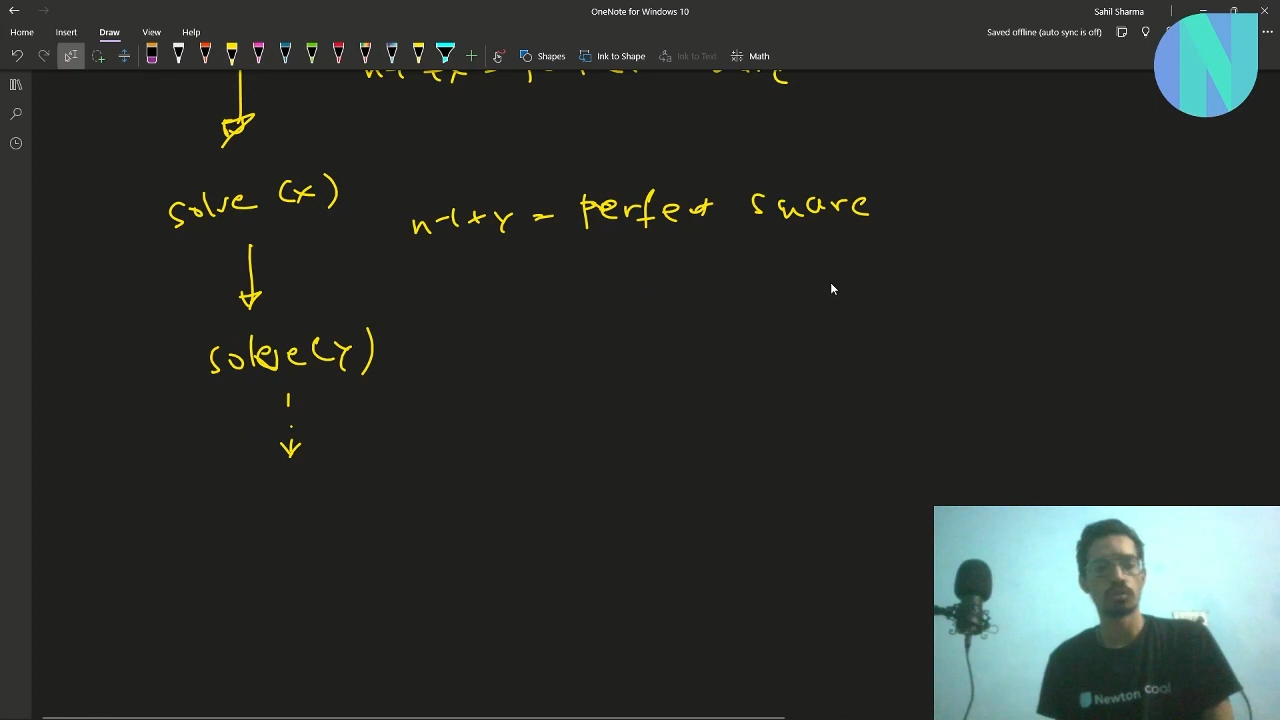 OneNote for Windows 10
Sahil Sharma
Home Insert Draw View Help
Saved offline (auto sync is off)
Shapes Ink to Shape Ink to Text Math
solve (x)
n-1+y = perfect square
solve(y)
Newton School
N